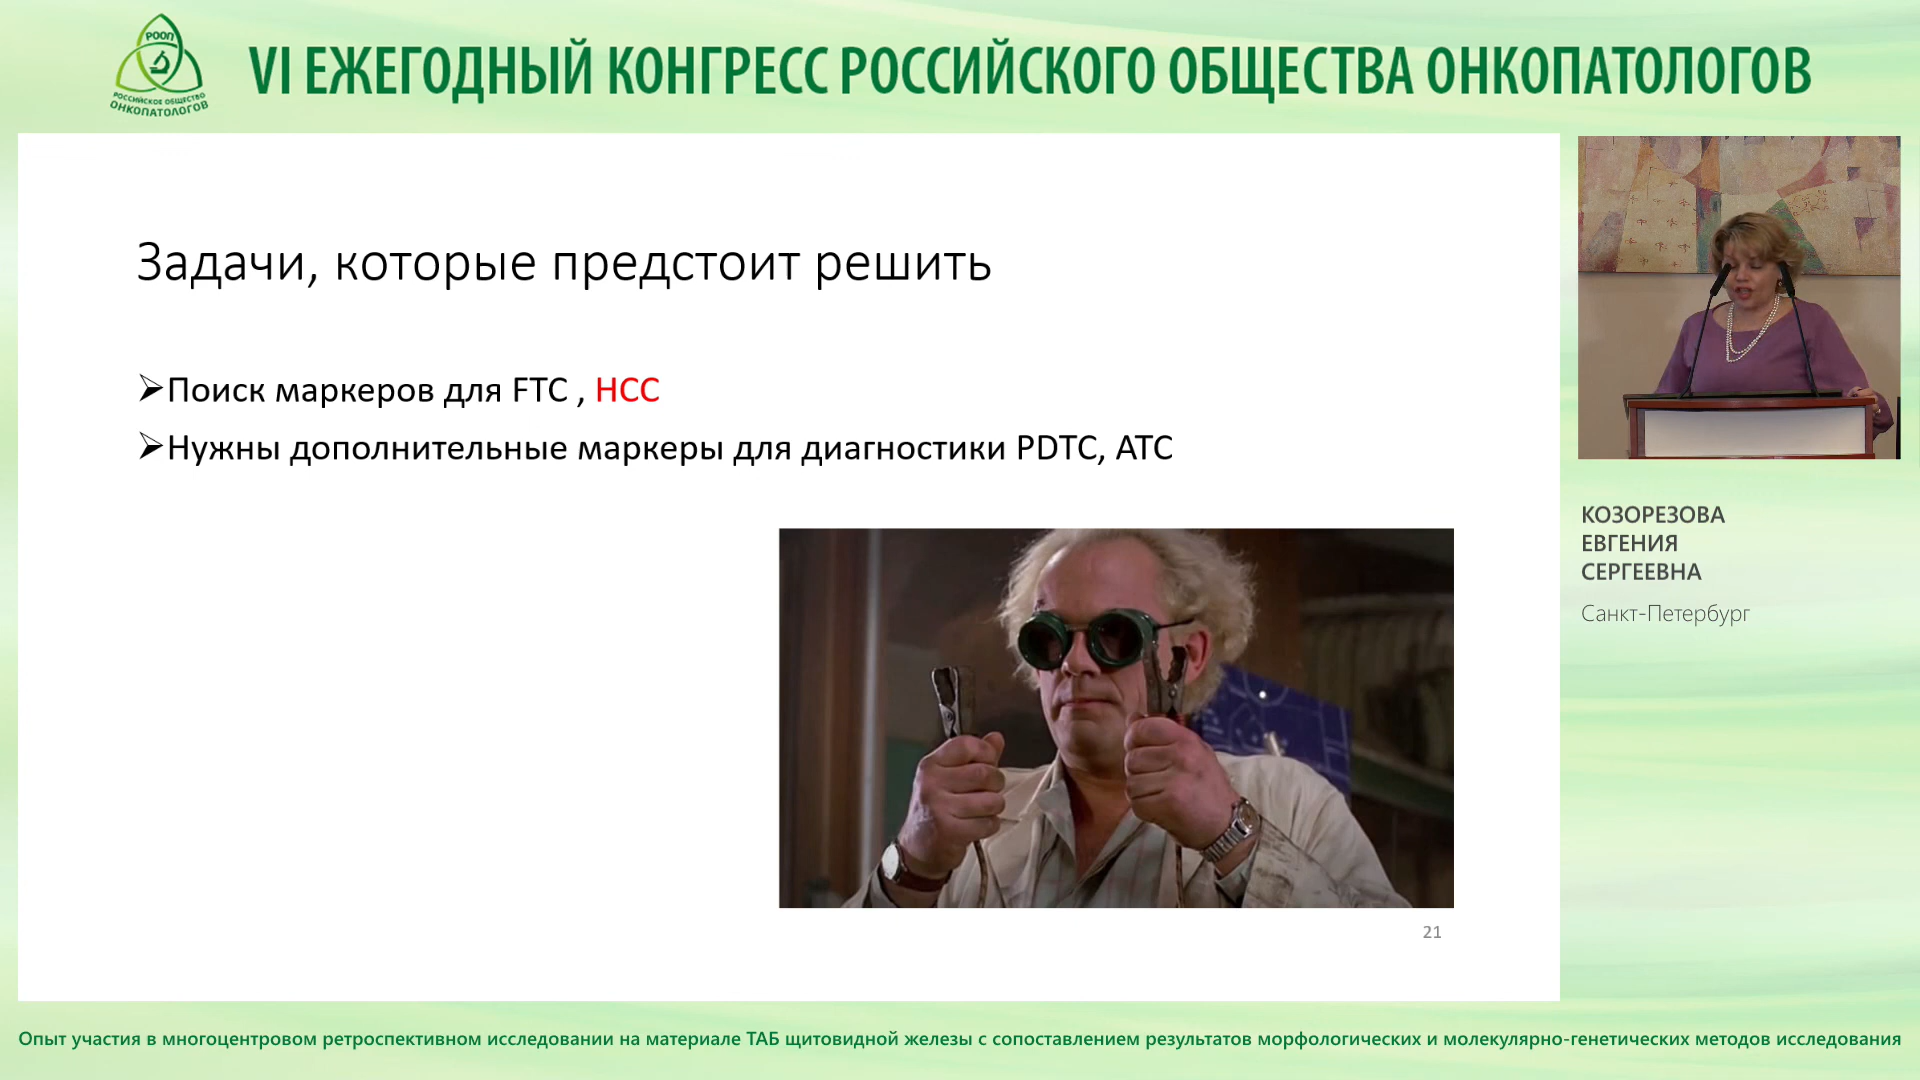 РООП
РОССИЙСКОЕ ОБЩЕСТВО
ОНКОПАТОЛОГОВ
VI ЕЖЕГОДНЫЙ КОНГРЕСС РОССИЙСКОГО ОБЩЕСТВА ОНКОПАТОЛОГОВ
Задачи, которые предстоит решить
➢Поиск маркеров для FTC , HCC
➢Нужны дополнительные маркеры для диагностики PDTC, ATC
21
КОЗОРЕЗОВА
ЕВГЕНИЯ
СЕРГЕЕВНА
Санкт-Петербург
Опыт участия в многоцентровом ретроспективном исследовании на материале ТАБ щитовидной железы с сопоставлением результатов морфологических и молекулярно-генетических методов исследования